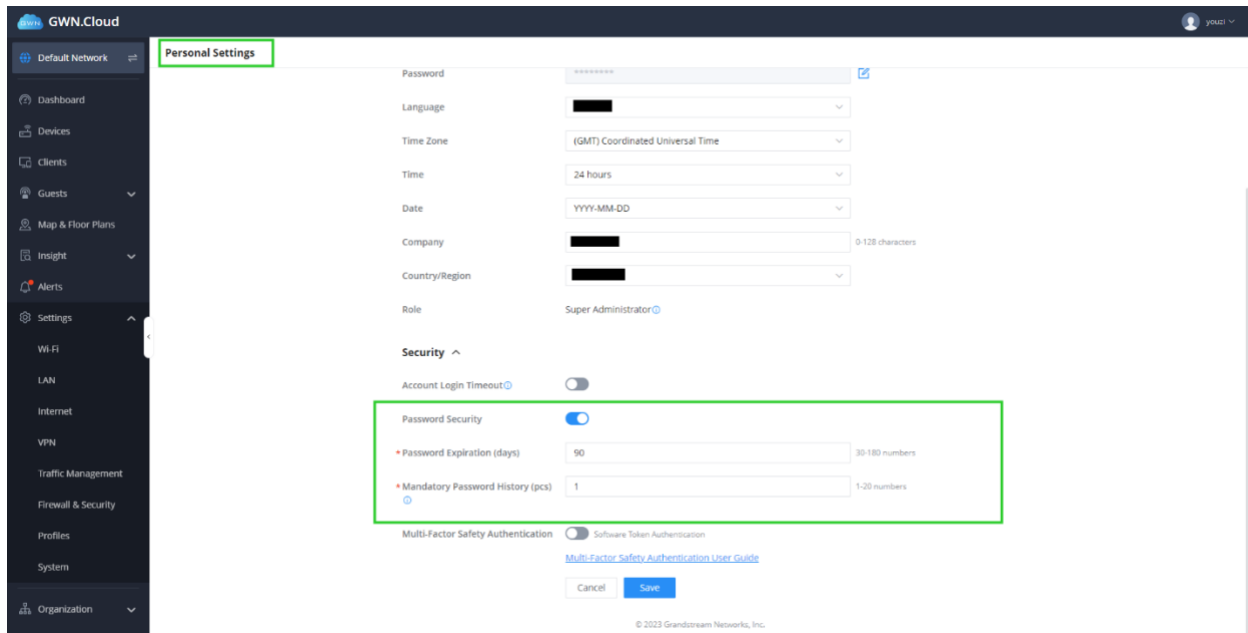 GWN GWN.Cloud
youzi
Default Network
Personal Settings
Dashboard
Devices
Clients
Guests
Map & Floor Plans
Insight
Alerts
Settings
Wi-Fi
LAN
Internet
VPN
Traffic Management
Firewall & Security
Profiles
System
Organization
Password ********
Language
Time Zone (GMT) Coordinated Universal Time
Time 24 hours
Date YYYY-MM-DD
Company 0-128 characters
Country/Region
Role Super Administrator
Security
Account Login Timeout
Password Security
* Password Expiration (days) 90 30-180 numbers
* Mandatory Password History (pcs) 1 1-20 numbers
Multi-Factor Safety Authentication Software Token Authentication
Multi-Factor Safety Authentication User Guide
Cancel Save
© 2023 Grandstream Networks, Inc.